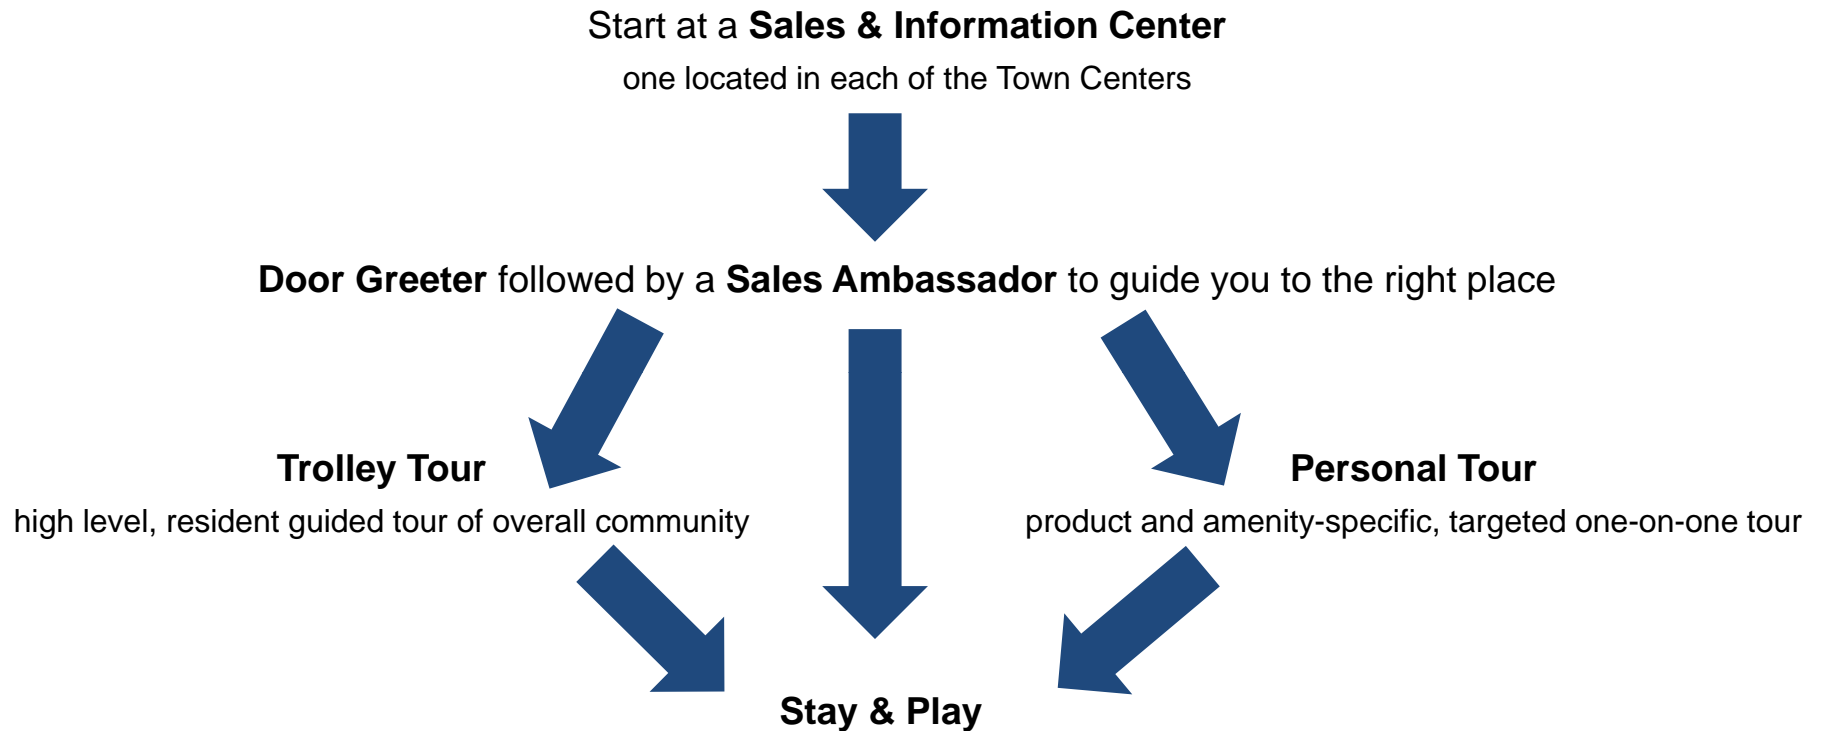 Start at a Sales & Information Center
one located in each of the Town Centers
Door Greeter followed by a Sales Ambassador to guide you to the right place
Trolley Tour
high level, resident guided tour of overall community
Personal Tour
product and amenity-specific, targeted one-on-one tour
Stay & Play